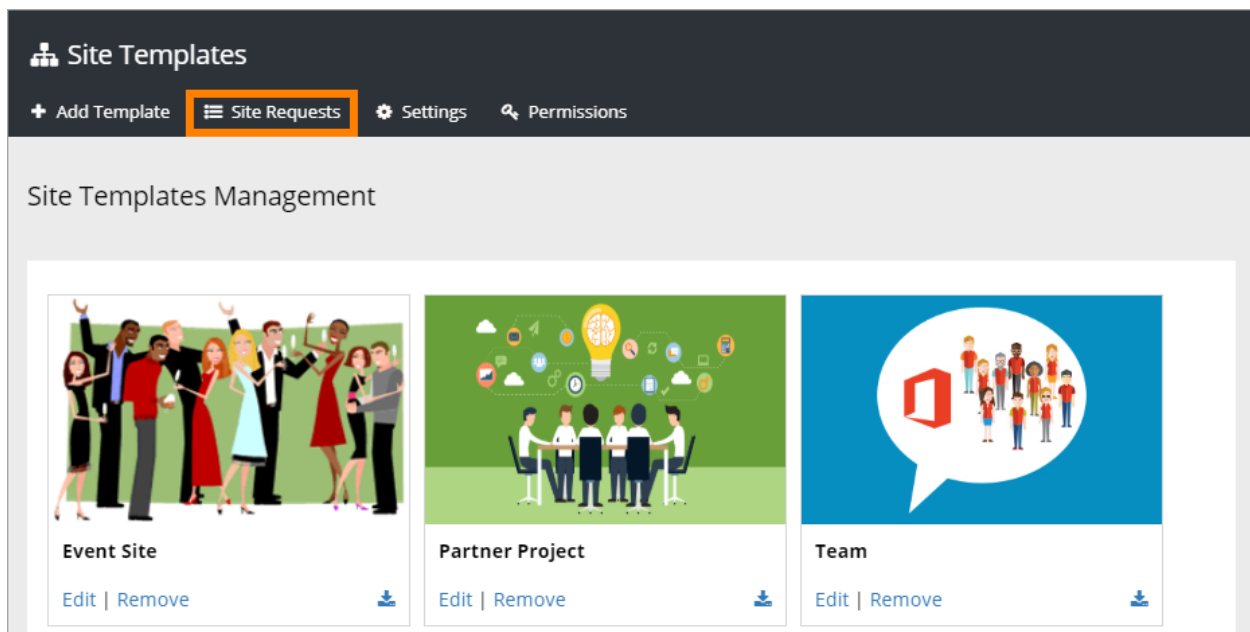 Site Templates
Add Template Site Requests Settings Permissions
Site Templates Management
Event Site
Edit | Remove
Partner Project
Edit | Remove
Team
Edit | Remove